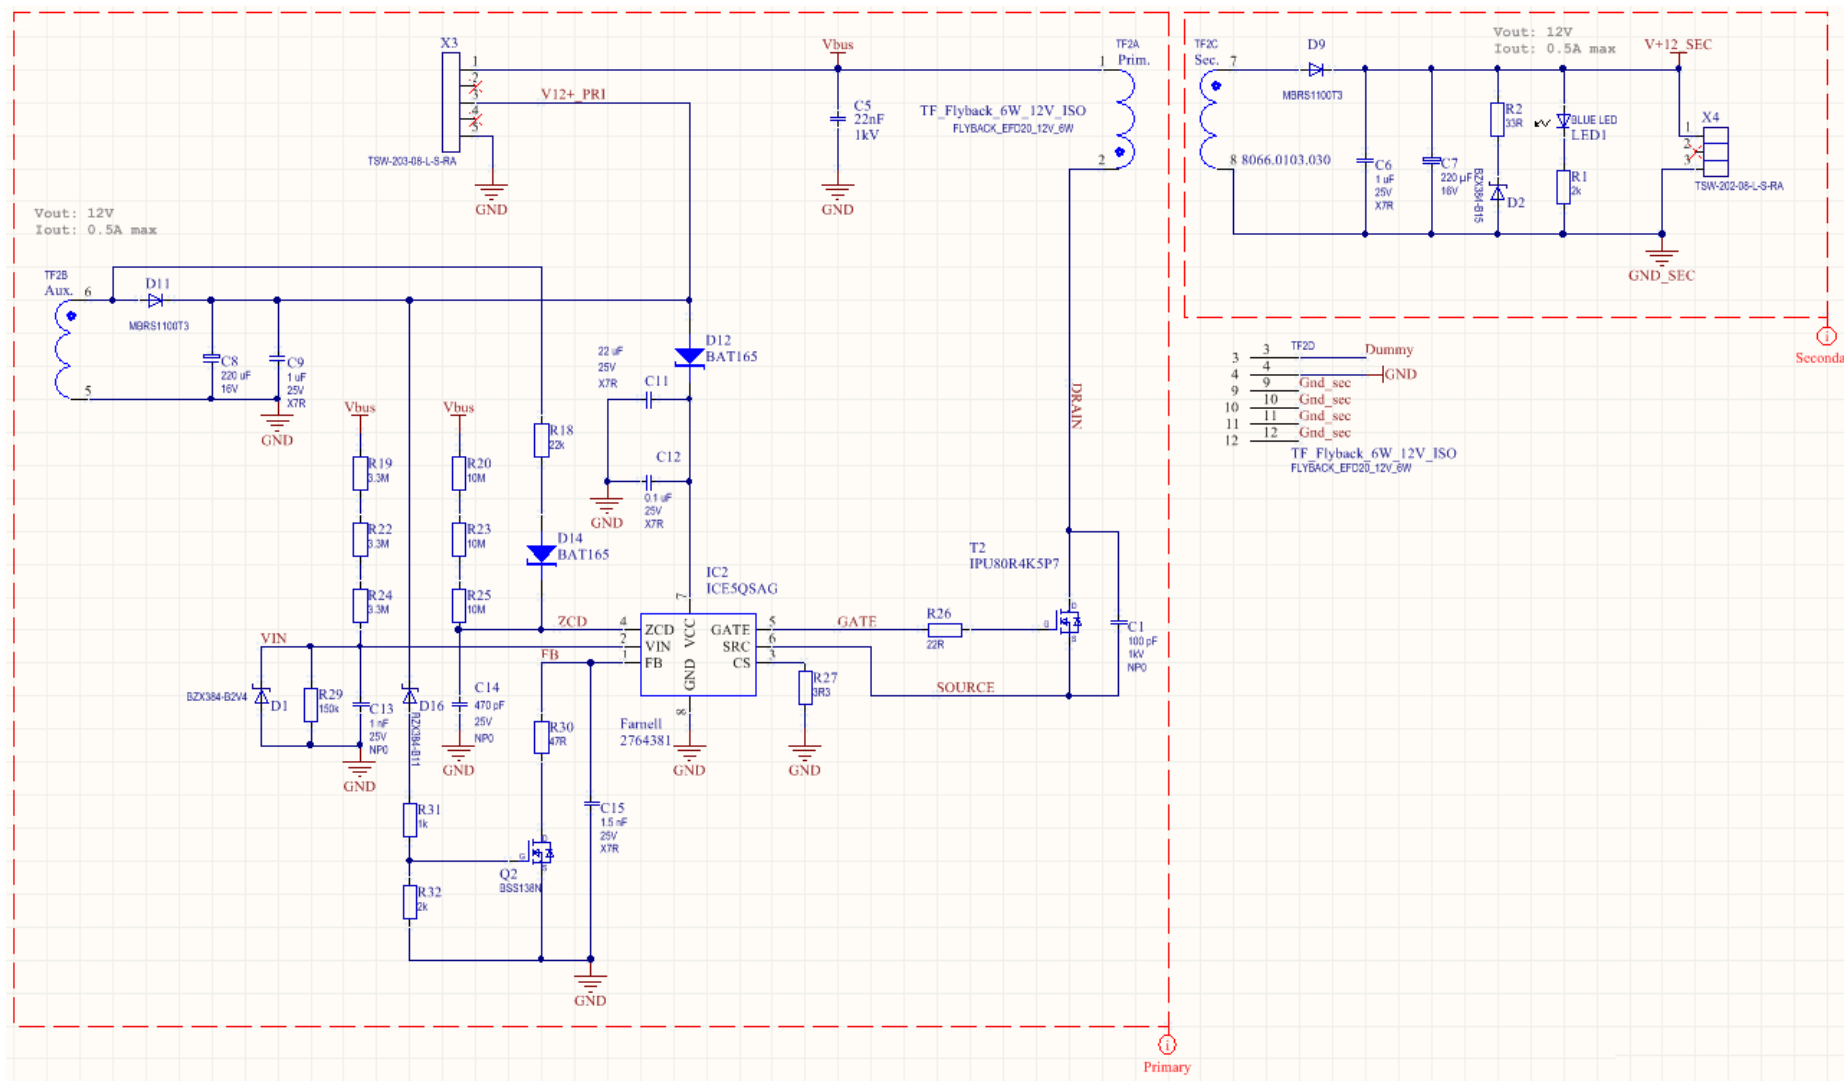 X3
1
2
3
4
5
V12+_PRI
TSW-203-08-L-S-RA
GND
Vbus
C5
22nF
1kV
GND
TF2A
Prim.
1
2
TF_Flyback_6W_12V_ISO
FLYBACK_EFD20_12V_6W
TF2C
Sec.
7
8
8066.0103.030
D9
MBRS1100T3
Vout: 12V
Iout: 0.5A max
V+12_SEC
R2
33R
BLUE LED
LED1
C6
1 uF
25V
X7R
C7
220 µF
16V
BZX384-B15
D2
R1
2k
X4
1
2
3
TSW-202-08-L-S-RA
GND_SEC
Seconda
Vout: 12V
Iout: 0.5A max
TF2B
Aux.
6
5
D11
MBRS1100T3
C8
220 uF
16V
C9
1 uF
25V
X7R
GND
Vbus
R19
3.3M
R22
3.3M
R24
3.3M
Vbus
R20
10M
R23
10M
R25
10M
R18
22k
D14
BAT165
D12
BAT165
22 uF
25V
X7R
C11
C12
0.1 uF
25V
X7R
GND
IC2
ICE5QSAG
ZCD
4
ZCD
VIN
2
VIN
FB
1
FB
7
VCC
GND
8
GATE
5
GATE
SRC
6
CS
3
SOURCE
DRAIN
Farnell
2764381
GND
R26
22R
R27
3R3
GND
T2
IPU80R4K5P7
D
G
S
C1
100 pF
1kV
NP0
BZX384-B2V4
D1
R29
150k
C13
1 nF
25V
NP0
GND
D16
BZX384-B11
C14
470 pF
25V
NP0
GND
R30
47R
C15
1.5 nF
25V
X7R
R31
1k
R32
2k
Q2
BSS138N
D
G
S
GND
TF2D
3 3 Dummy
4 4 GND
9 9 Gnd_sec
10 10 Gnd_sec
11 11 Gnd_sec
12 12 Gnd_sec
TF_Flyback_6W_12V_ISO
FLYBACK_EFD20_12V_6W
i
Primary
i